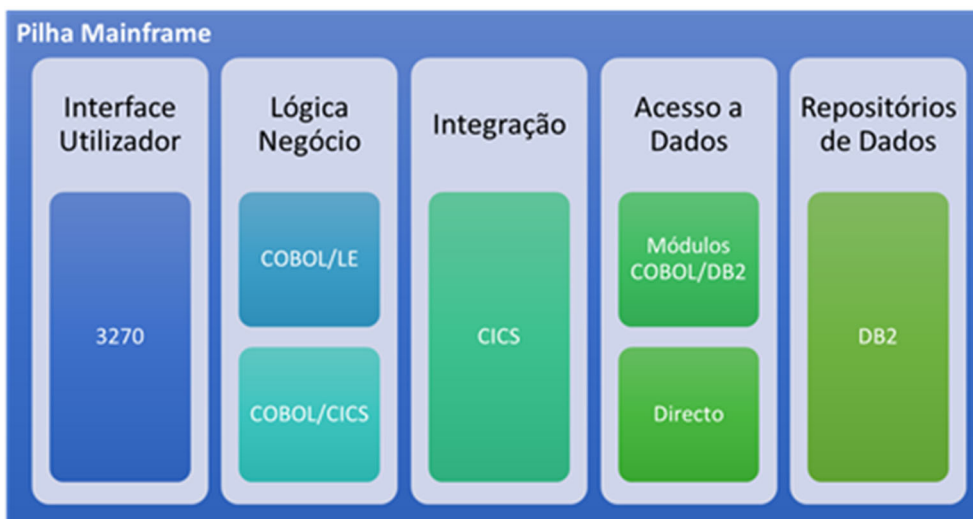 Pilha Mainframe
Interface
Utilizador
3270
Lógica
Negócio
COBOL/LE
COBOL/CICS
Integração
CICS
Acesso a
Dados
Módulos
COBOL/DB2
Directo
Repositórios
de Dados
DB2